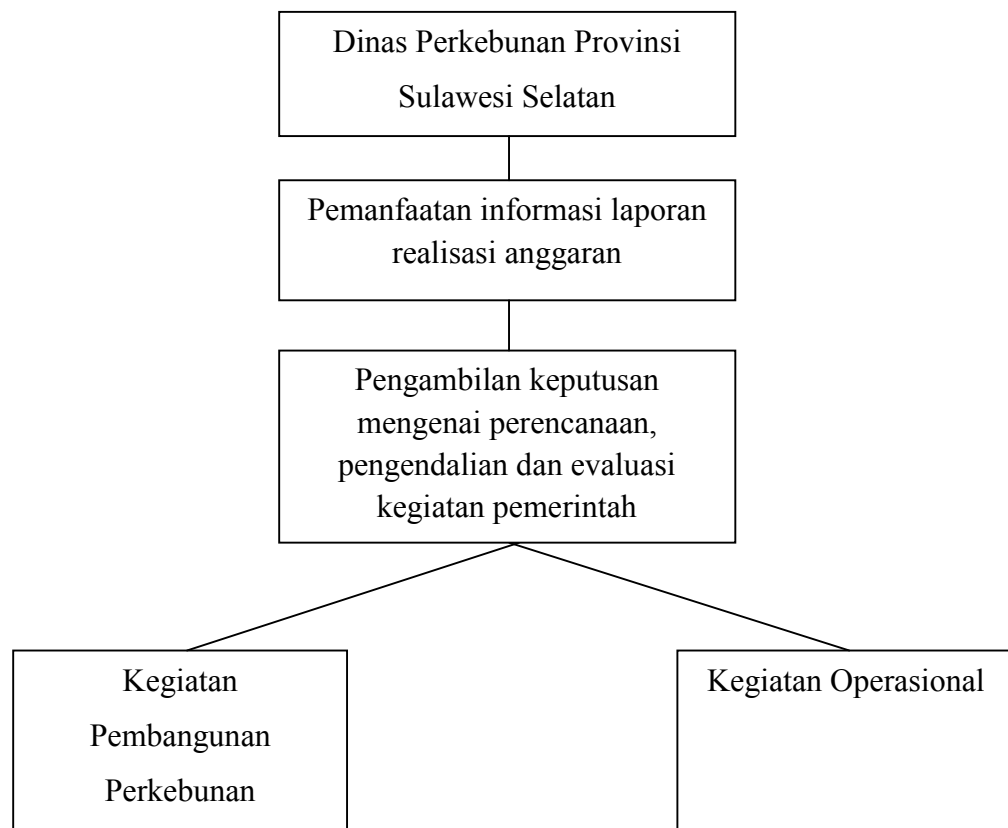 Dinas Perkebunan Provinsi
Sulawesi Selatan
Pemanfaatan informasi laporan
realisasi anggaran
Pengambilan keputusan
mengenai perencanaan,
pengendalian dan evaluasi
kegiatan pemerintah
Kegiatan
Pembangunan
Perkebunan
Kegiatan Operasional